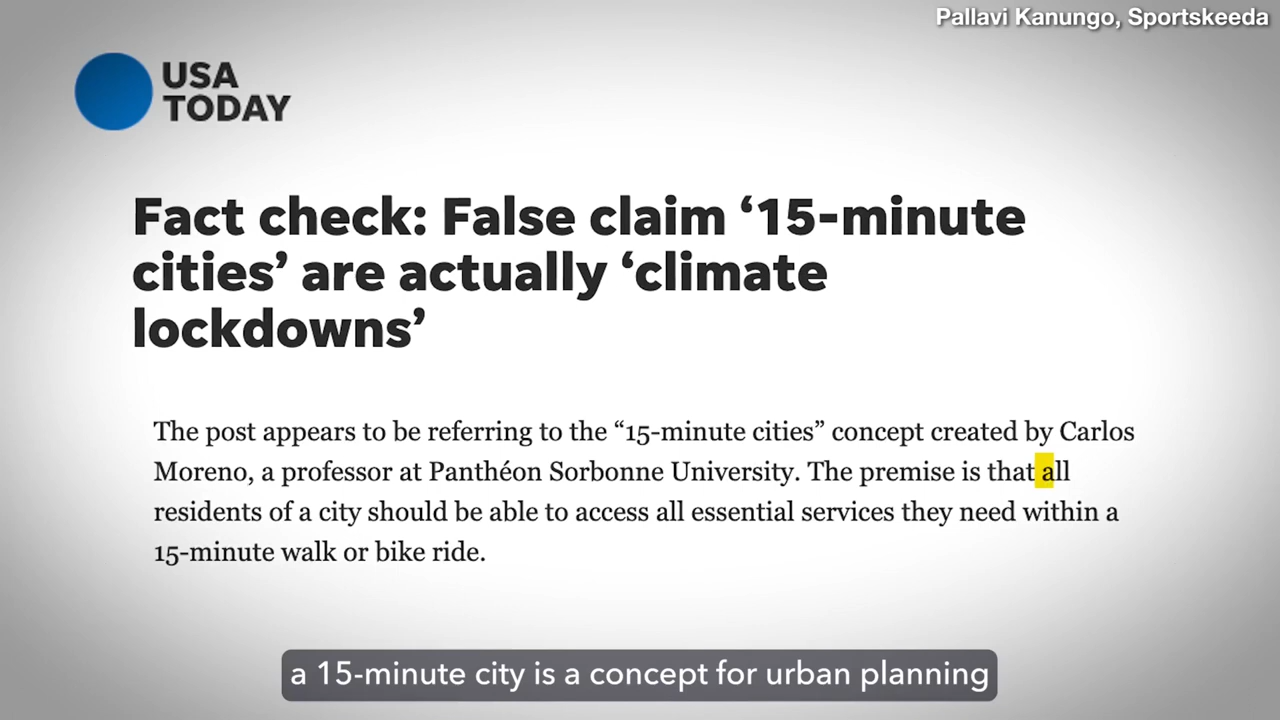 Pallavi Kanungo, Sportskeeda
USA
TODAY
Fact check: False claim ‘15-minute
cities’ are actually ‘climate
lockdowns’
The post appears to be referring to the “15-minute cities” concept created by Carlos
Moreno, a professor at Panthéon Sorbonne University. The premise is that all
residents of a city should be able to access all essential services they need within a
15-minute walk or bike ride.
a 15-minute city is a concept for urban planning